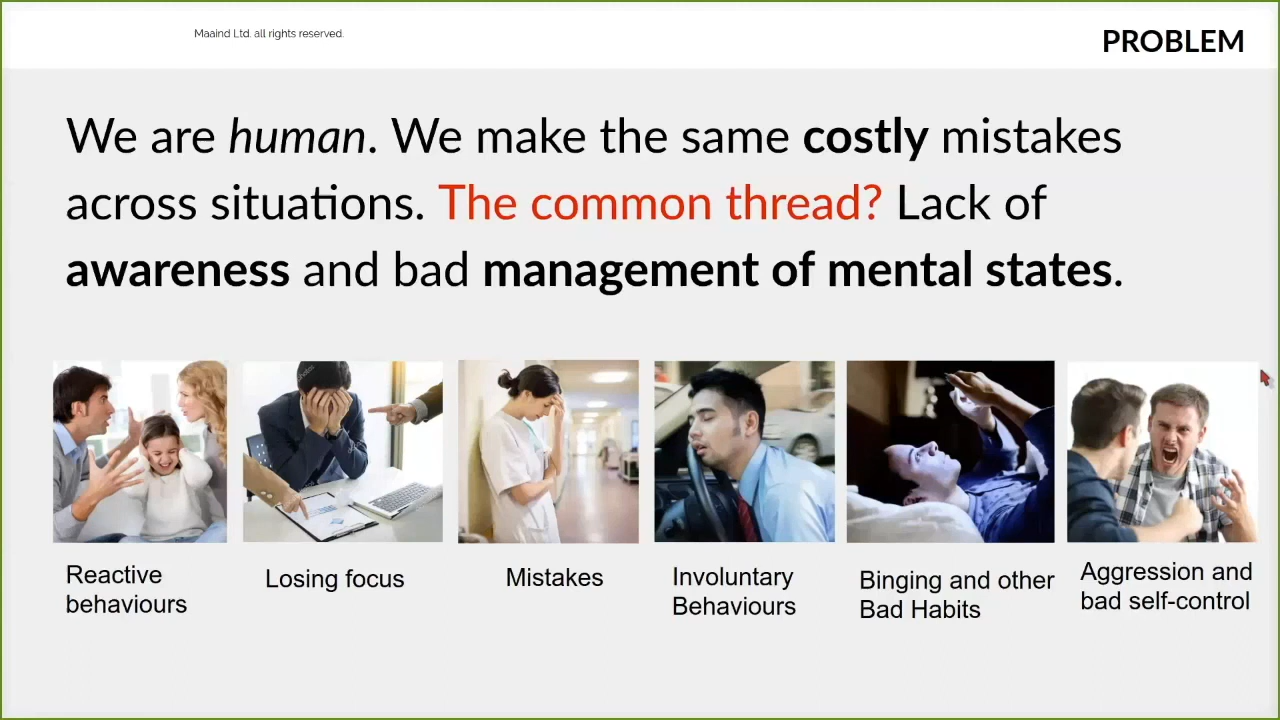 Maaind Ltd. all rights reserved.
PROBLEM
We are human. We make the same costly mistakes
across situations. The common thread? Lack of
awareness and bad management of mental states.
Reactive
behaviours
Losing focus
Mistakes
Involuntary
Behaviours
Binging and other
Bad Habits
Aggression and
bad self-control